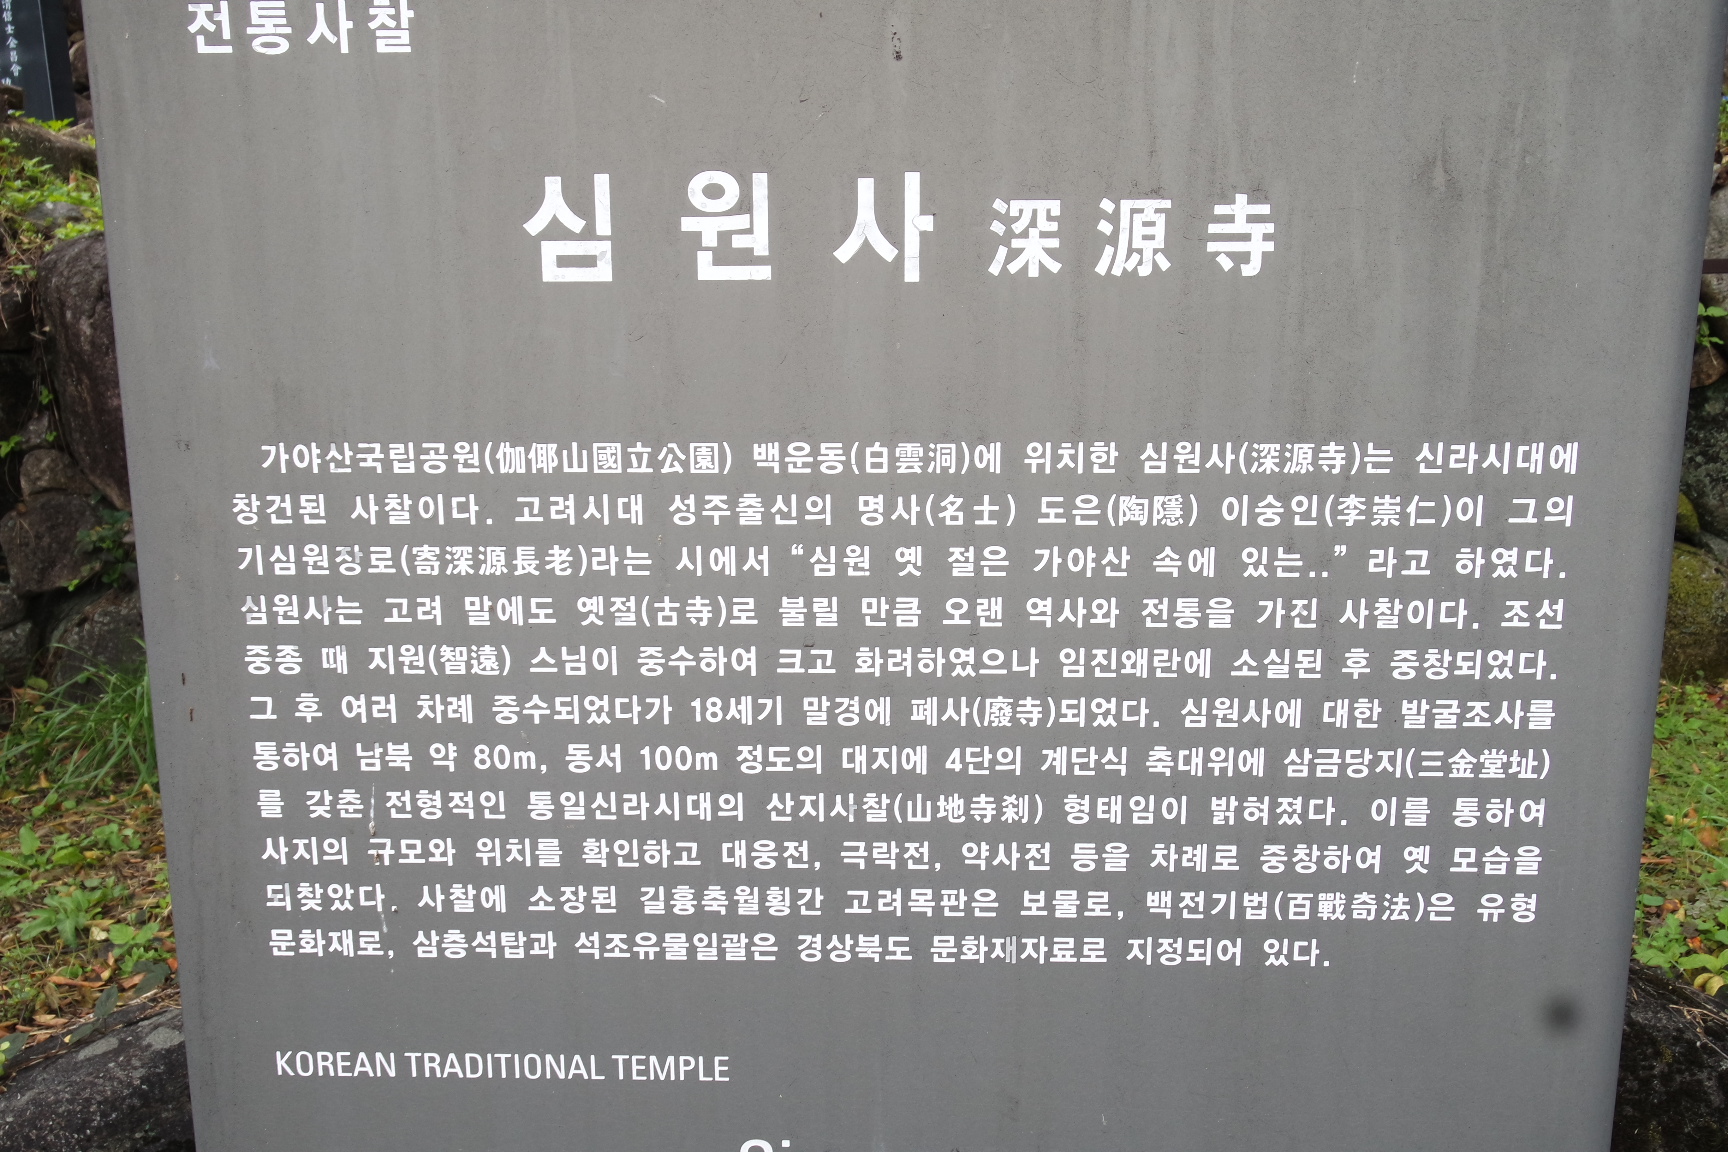 전통사찰
심원사 深源寺
가야산국립공원(伽倻山國立公園) 백운동(白雲洞)에 위치한 심원사(深源寺)는 신라시대에
창건된 사찰이다. 고려시대 성주출신의 명사(名士) 도은(陶隱) 이숭인(李崇仁)이 그의
기심원장로(寄深源長老)라는 시에서 “심원 옛 절은 가야산 속에 있는..” 라고 하였다.
심원사는 고려 말에도 옛절(古寺)로 불릴 만큼 오랜 역사와 전통을 가진 사찰이다. 조선
중종 때 지원(智遠) 스님이 중수하여 크고 화려하였으나 임진왜란에 소실된 후 중창되었다.
그 후 여러 차례 중수되었다가 18세기 말경에 폐사(廢寺)되었다. 심원사에 대한 발굴조사를
통하여 남북 약 80m, 동서 100m 정도의 대지에 4단의 계단식 축대위에 삼금당지(三金堂址)
를 갖춘 전형적인 통일신라시대의 산지사찰(山地寺刹) 형태임이 밝혀졌다. 이를 통하여
사지의 규모와 위치를 확인하고 대웅전, 극락전, 약사전 등을 차례로 중창하여 옛 모습을
되찾았다. 사찰에 소장된 길흉축월횡간 고려목판은 보물로, 백전기법(百戰奇法)은 유형
문화재로, 삼층석탑과 석조유물일괄은 경상북도 문화재자료로 지정되어 있다.
KOREAN TRADITIONAL TEMPLE